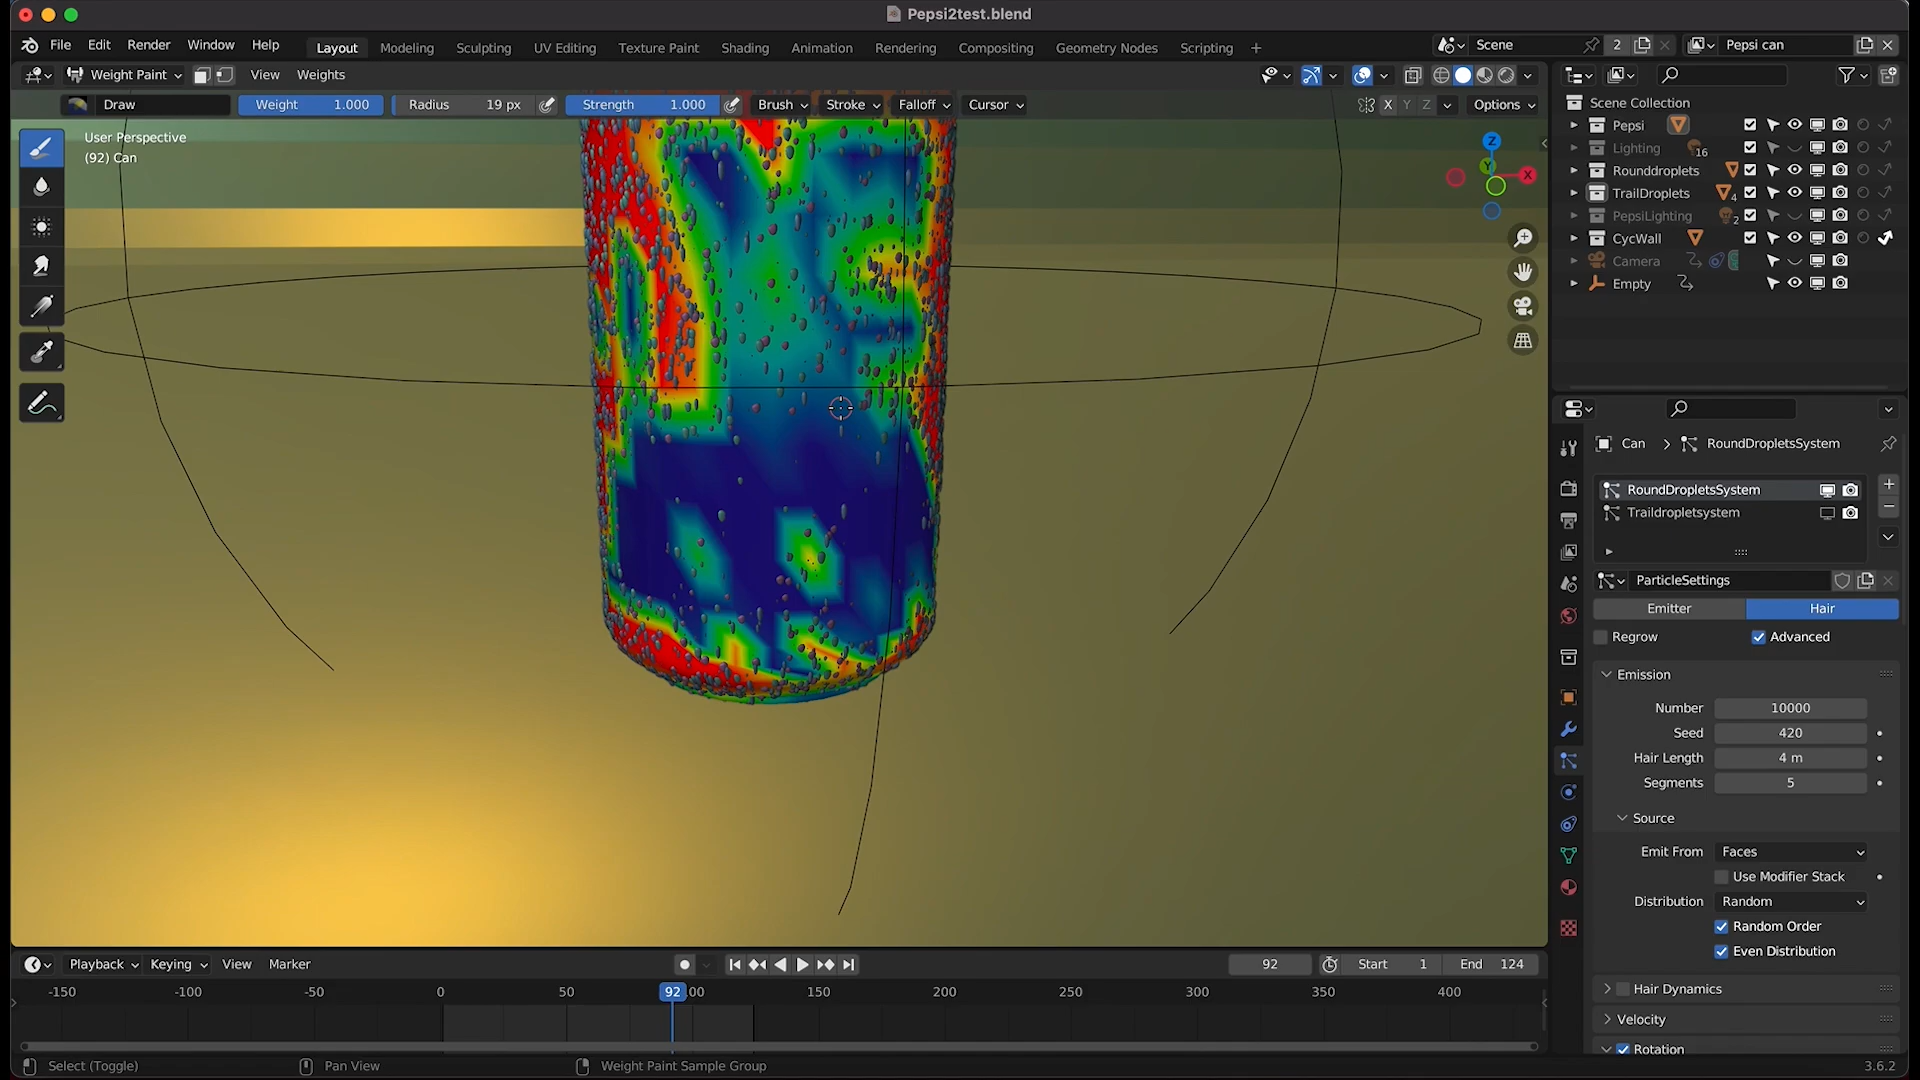 Pepsi2test.blend
File Edit Render Window Help Layout Modeling Sculpting UV Editing Texture Paint Shading Animation Rendering Compositing Geometry Nodes Scripting + Scene 2 Pepsi can
Weight Paint View Weights
Draw Weight 1.000 Radius 19 px Strength 1.000 Brush Stroke Falloff Cursor X Y Z Options
User Perspective
(92) Can
Z
Y
X
Scene Collection
Pepsi
Lighting 16
Rounddroplets
TrailDroplets 4
PepsiLighting 2
CycWall
Camera
Empty
Can > RoundDropletsSystem
RoundDropletsSystem
Traildropletsystem
ParticleSettings
Emitter Hair
Regrow Advanced
Emission
Number 10000
Seed 420
Hair Length 4 m
Segments 5
Source
Emit From Faces
Use Modifier Stack
Distribution Random
Random Order
Even Distribution
Hair Dynamics
Velocity
Rotation
Playback Keying View Marker 92 Start 1 End 124
-150 -100 -50 0 50 92 00 150 200 250 300 350 400
Select (Toggle) Pan View Weight Paint Sample Group 3.6.2